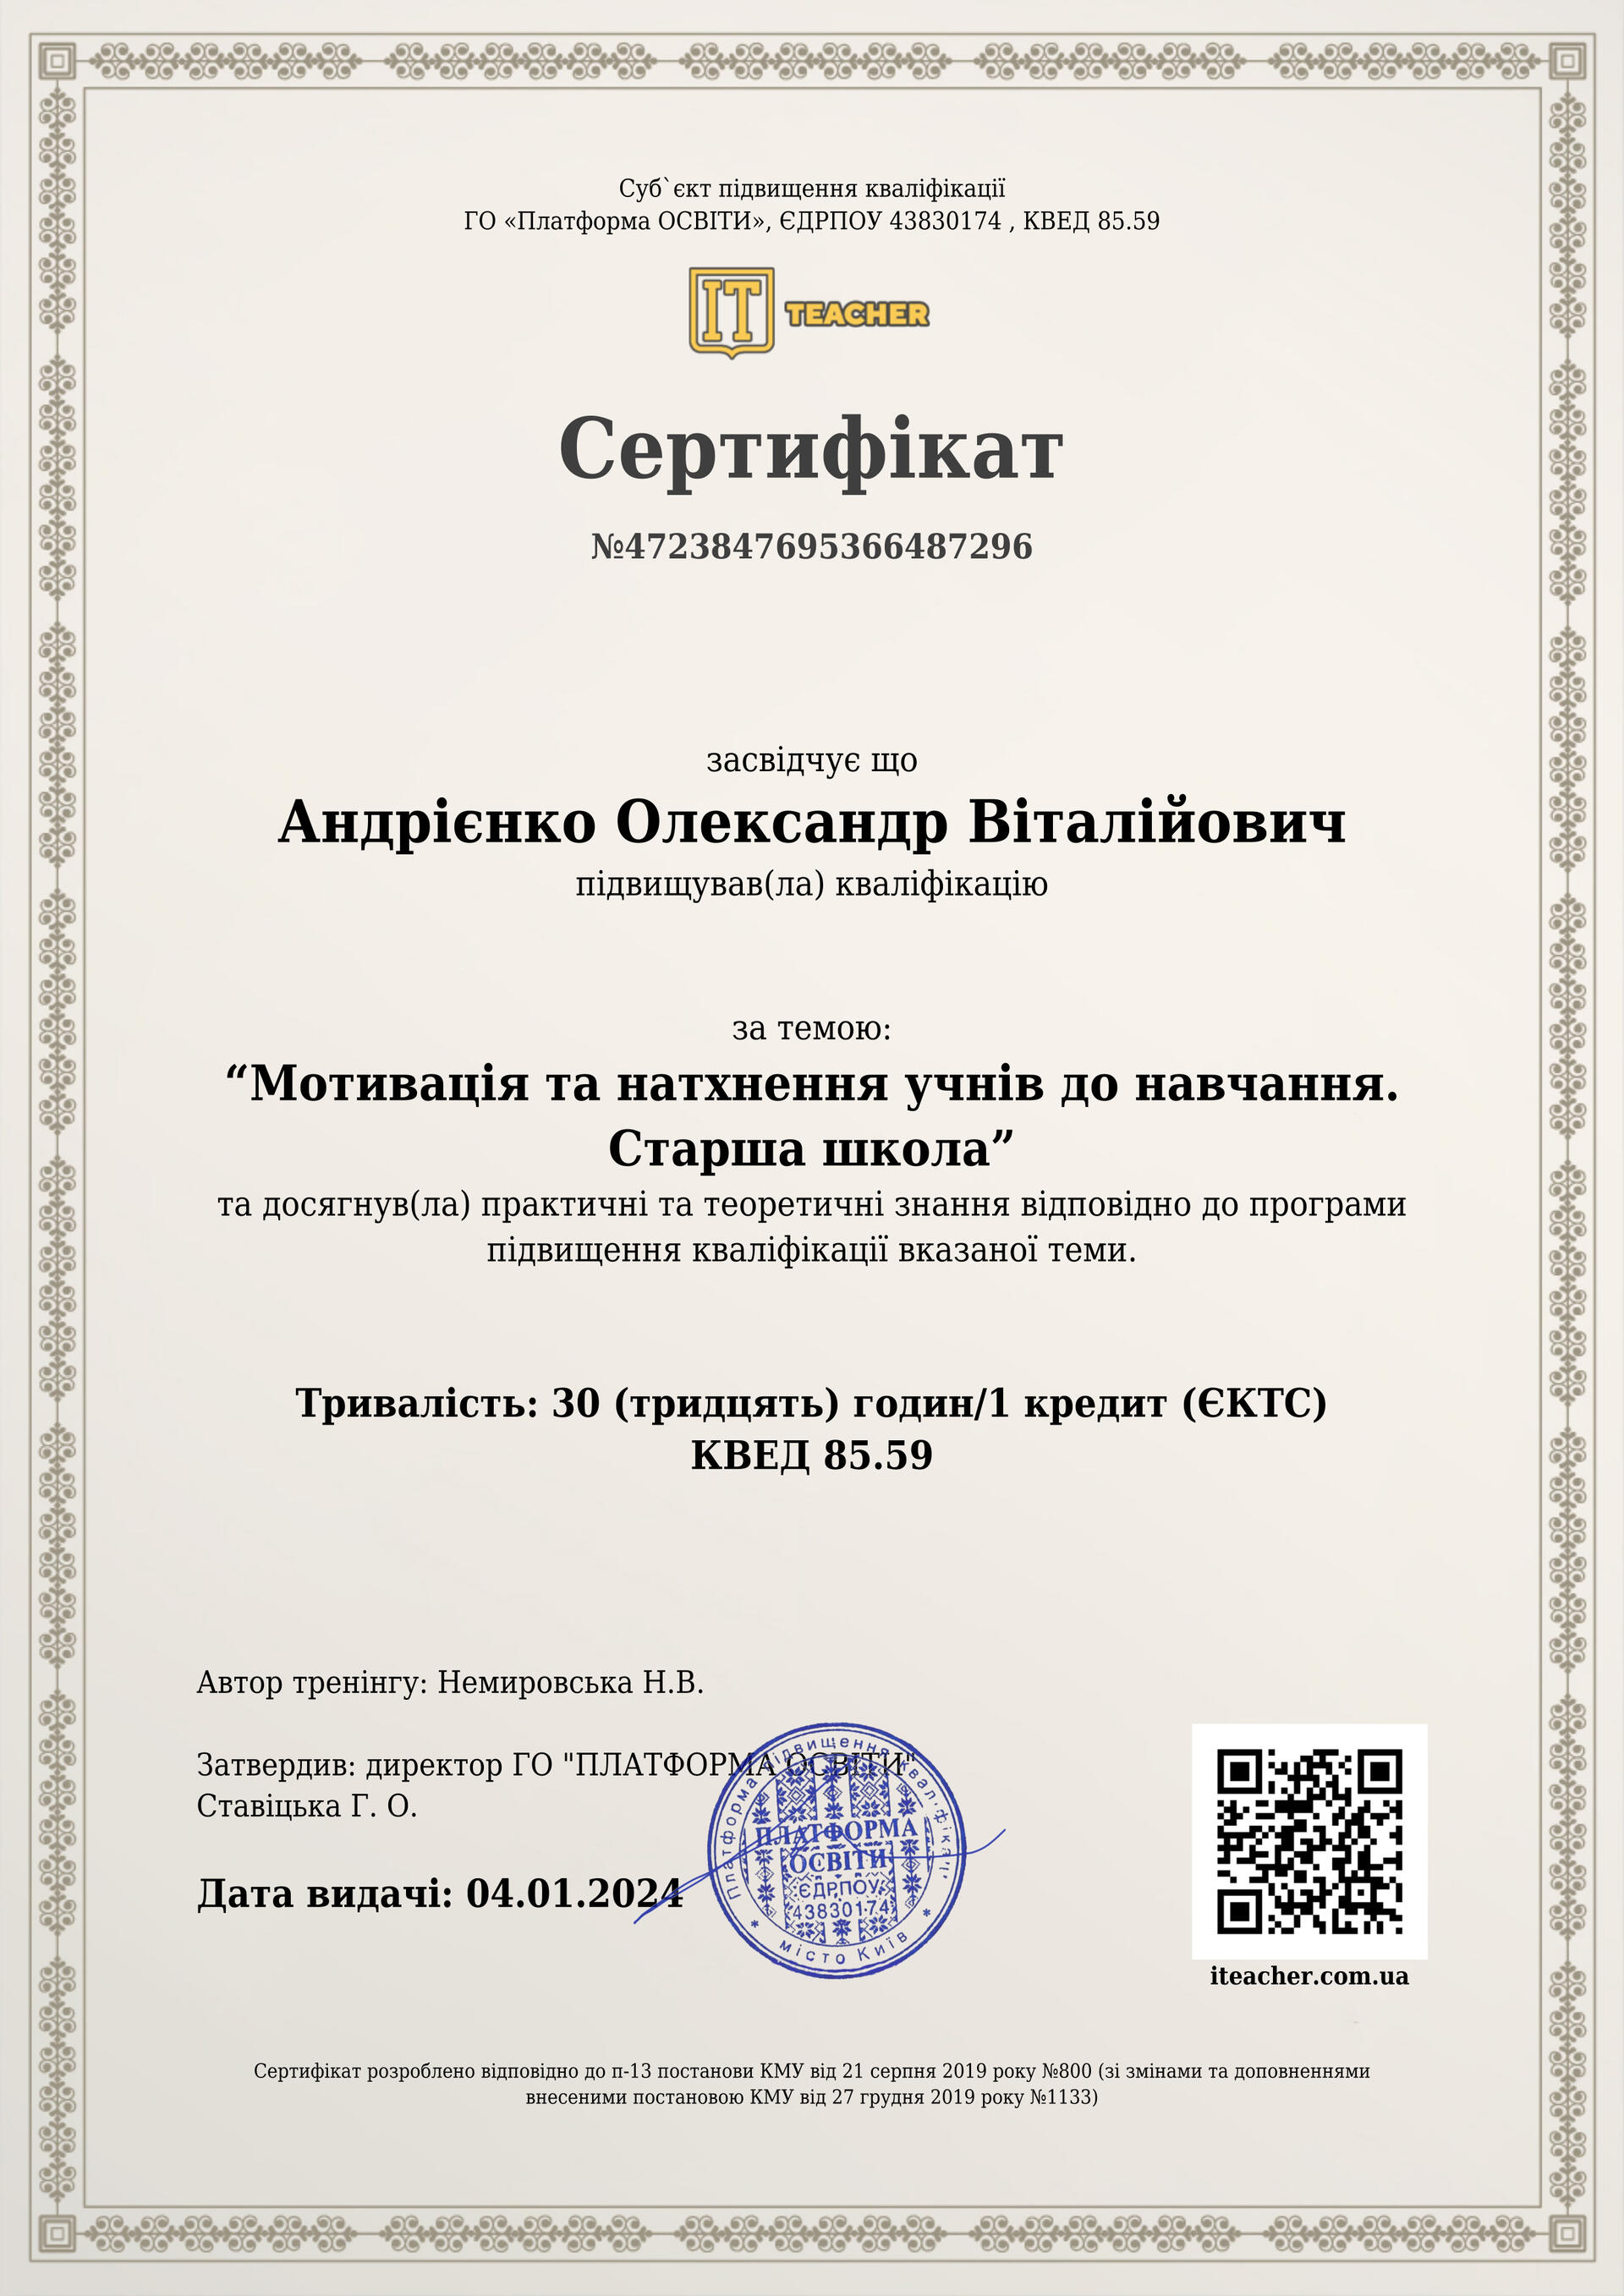 Суб`єкт підвищення кваліфікації
ГО «Платформа ОСВІТИ», ЄДРПОУ 43830174 , КВЕД 85.59
IT TEACHER
Сертифікат
№4723847695366487296
засвідчує що
Андрієнко Олександр Віталійович
підвищував(ла) кваліфікацію
за темою:
“Мотивація та натхнення учнів до навчання.
Старша школа”
та досягнув(ла) практичні та теоретичні знання відповідно до програми
підвищення кваліфікації вказаної теми.
Тривалість: 30 (тридцять) годин/1 кредит (ЄКТС)
КВЕД 85.59
Автор тренінгу: Немировська Н.В.
Затвердив: директор ГО "ПЛАТФОРМА ОСВІТИ"
Ставіцька Г. О.
Дата видачі: 04.01.2024
Платформа підвищення кваліфікації
ПЛАТФОРМА
ОСВІТИ
ЄДРПОУ
43830174
* місто Київ *
iteacher.com.ua
Сертифікат розроблено відповідно до п-13 постанови КМУ від 21 серпня 2019 року №800 (зі змінами та доповненнями
внесеними постановою КМУ від 27 грудня 2019 року №1133)